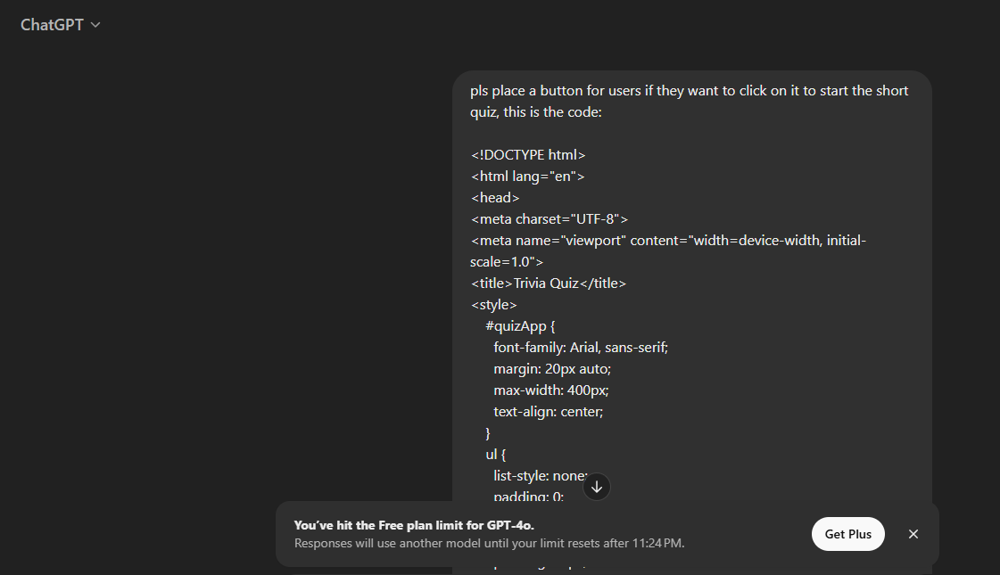 ChatGPT
pls place a button for users if they want to click on it to start the short
quiz, this is the code:
<!DOCTYPE html>
<html lang="en">
<head>
<meta charset="UTF-8">
<meta name="viewport" content="width=device-width, initial-
scale=1.0">
<title>Trivia Quiz</title>
<style>
#quizApp {
font-family: Arial, sans-serif;
margin: 20px auto;
max-width: 400px;
text-align: center;
}
ul {
list-style: none;
padding: 0;
You've hit the Free plan limit for GPT-4o.
Responses will use another model until your limit resets after 11:24 PM.
Get Plus